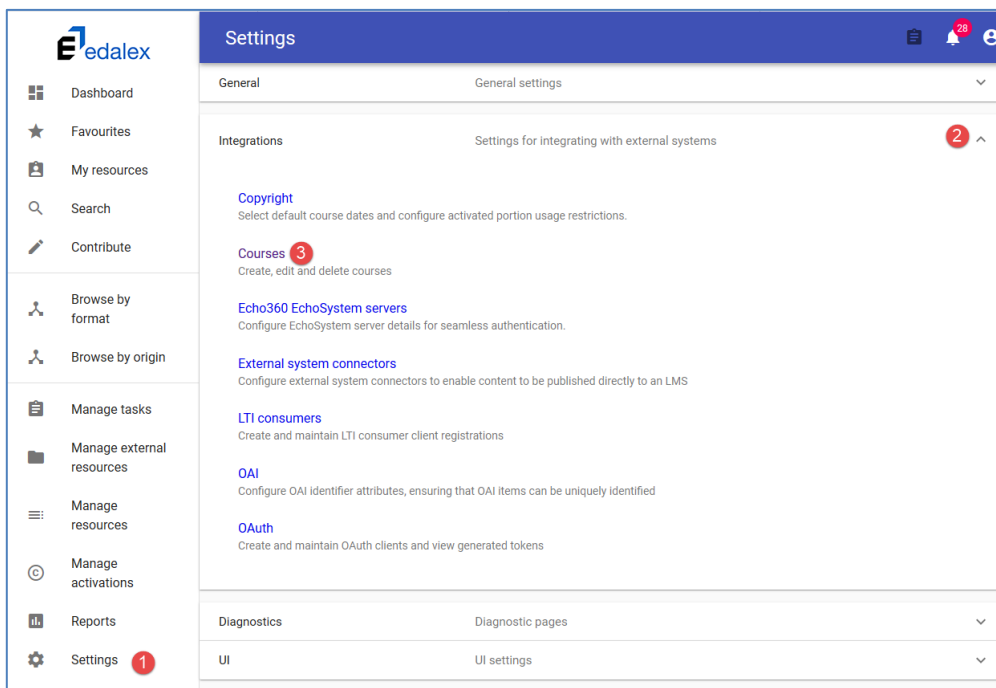 edalex
Dashboard
Favourites
My resources
Search
Contribute
Browse by
format
Browse by origin
Manage tasks
Manage external
resources
Manage
resources
Manage
activations
Reports
Settings 1
Settings
28
General General settings
Integrations Settings for integrating with external systems 2
Copyright
Select default course dates and configure activated portion usage restrictions.
Courses 3
Create, edit and delete courses
Echo360 EchoSystem servers
Configure EchoSystem server details for seamless authentication.
External system connectors
Configure external system connectors to enable content to be published directly to an LMS
LTI consumers
Create and maintain LTI consumer client registrations
OAI
Configure OAI identifier attributes, ensuring that OAI items can be uniquely identified
OAuth
Create and maintain OAuth clients and view generated tokens
Diagnostics Diagnostic pages
UI UI settings